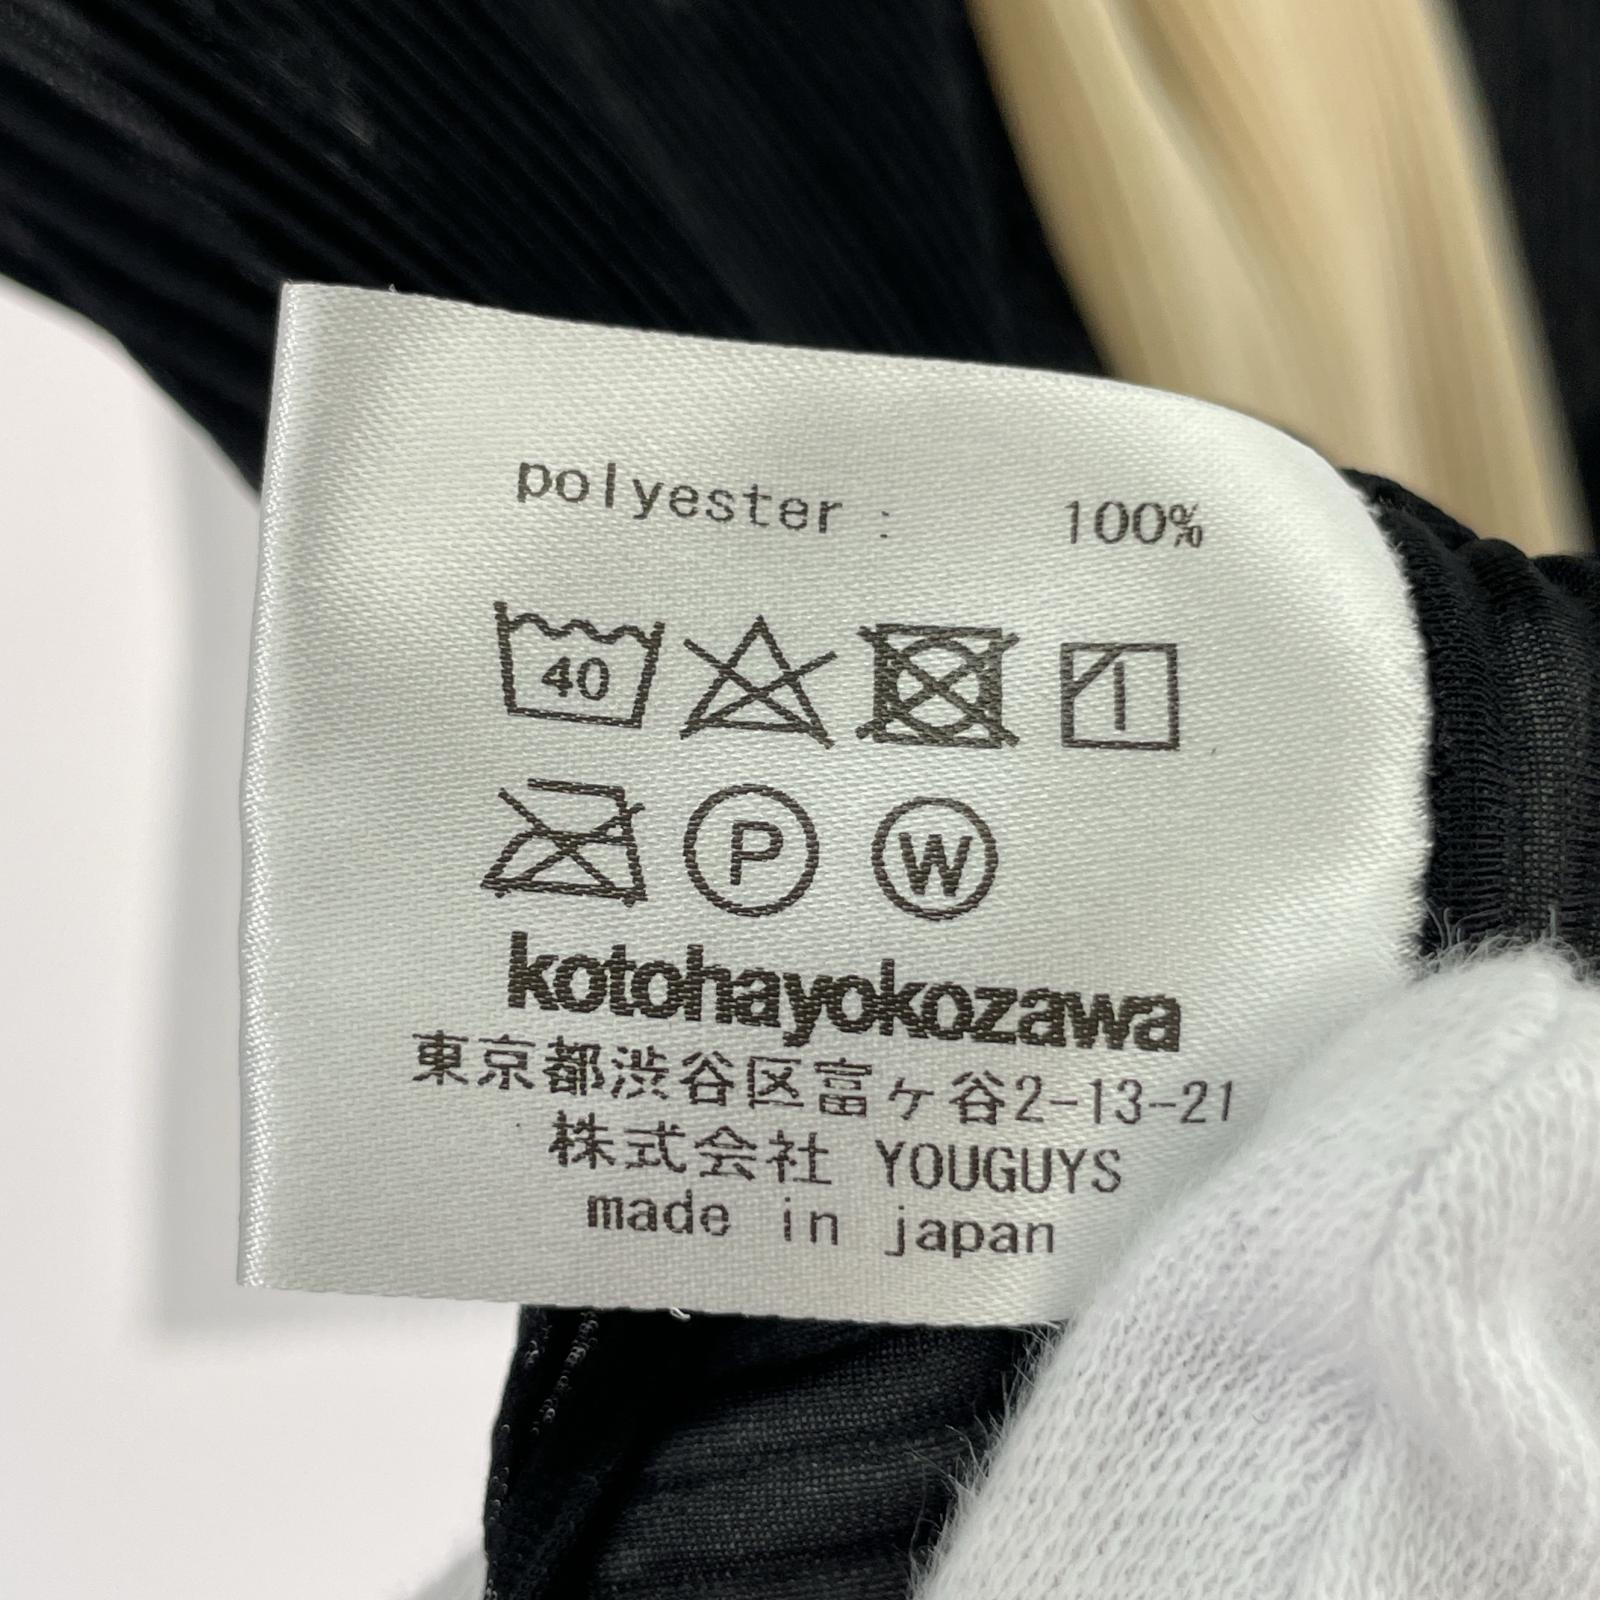 polyester : 100%
40
P W
kotohayokozawa
東京都渋谷区富ヶ谷2-13-21
株式会社 YOUGUYS
made in japan